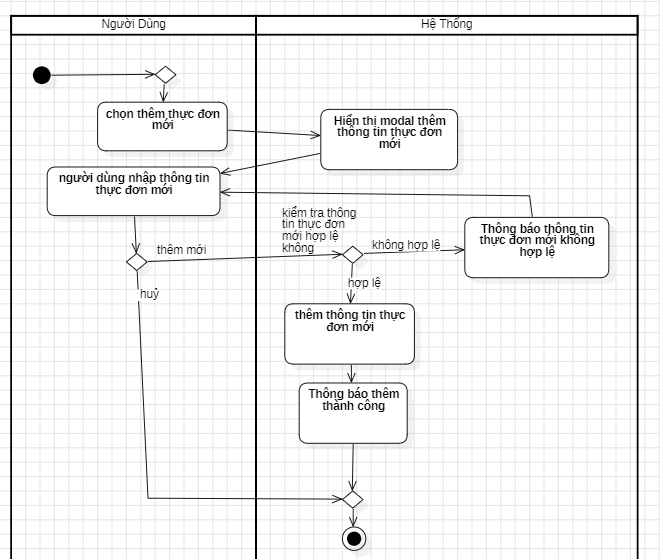 Người Dùng
Hệ Thống
chọn thêm thực đơn
mới
Hiển thị modal thêm
thông tin thực đơn
mới
người dùng nhập thông tin
thực đơn mới
kiểm tra thông
tin thực đơn
mới hợp lệ
không
Thông báo thông tin
thực đơn mới không
hợp lệ
thêm mới
không hợp lệ
huỷ
hợp lệ
thêm thông tin thực
đơn mới
Thông báo thêm
thành công